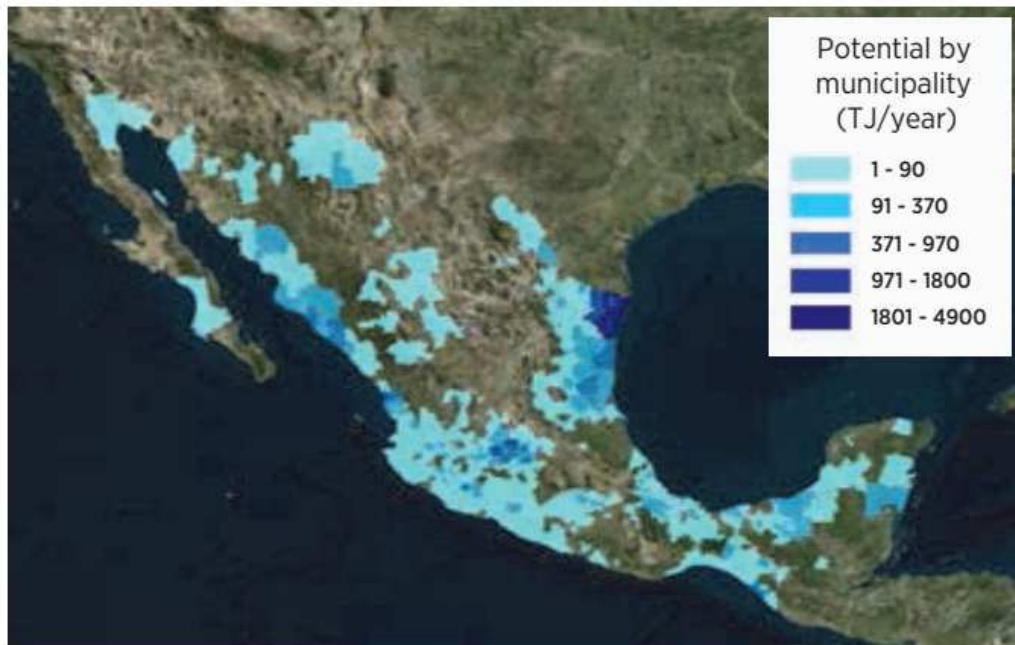 Potential by
municipality
(TJ/year)
1 - 90
91 - 370
371 - 970
971 - 1800
1801 - 4900